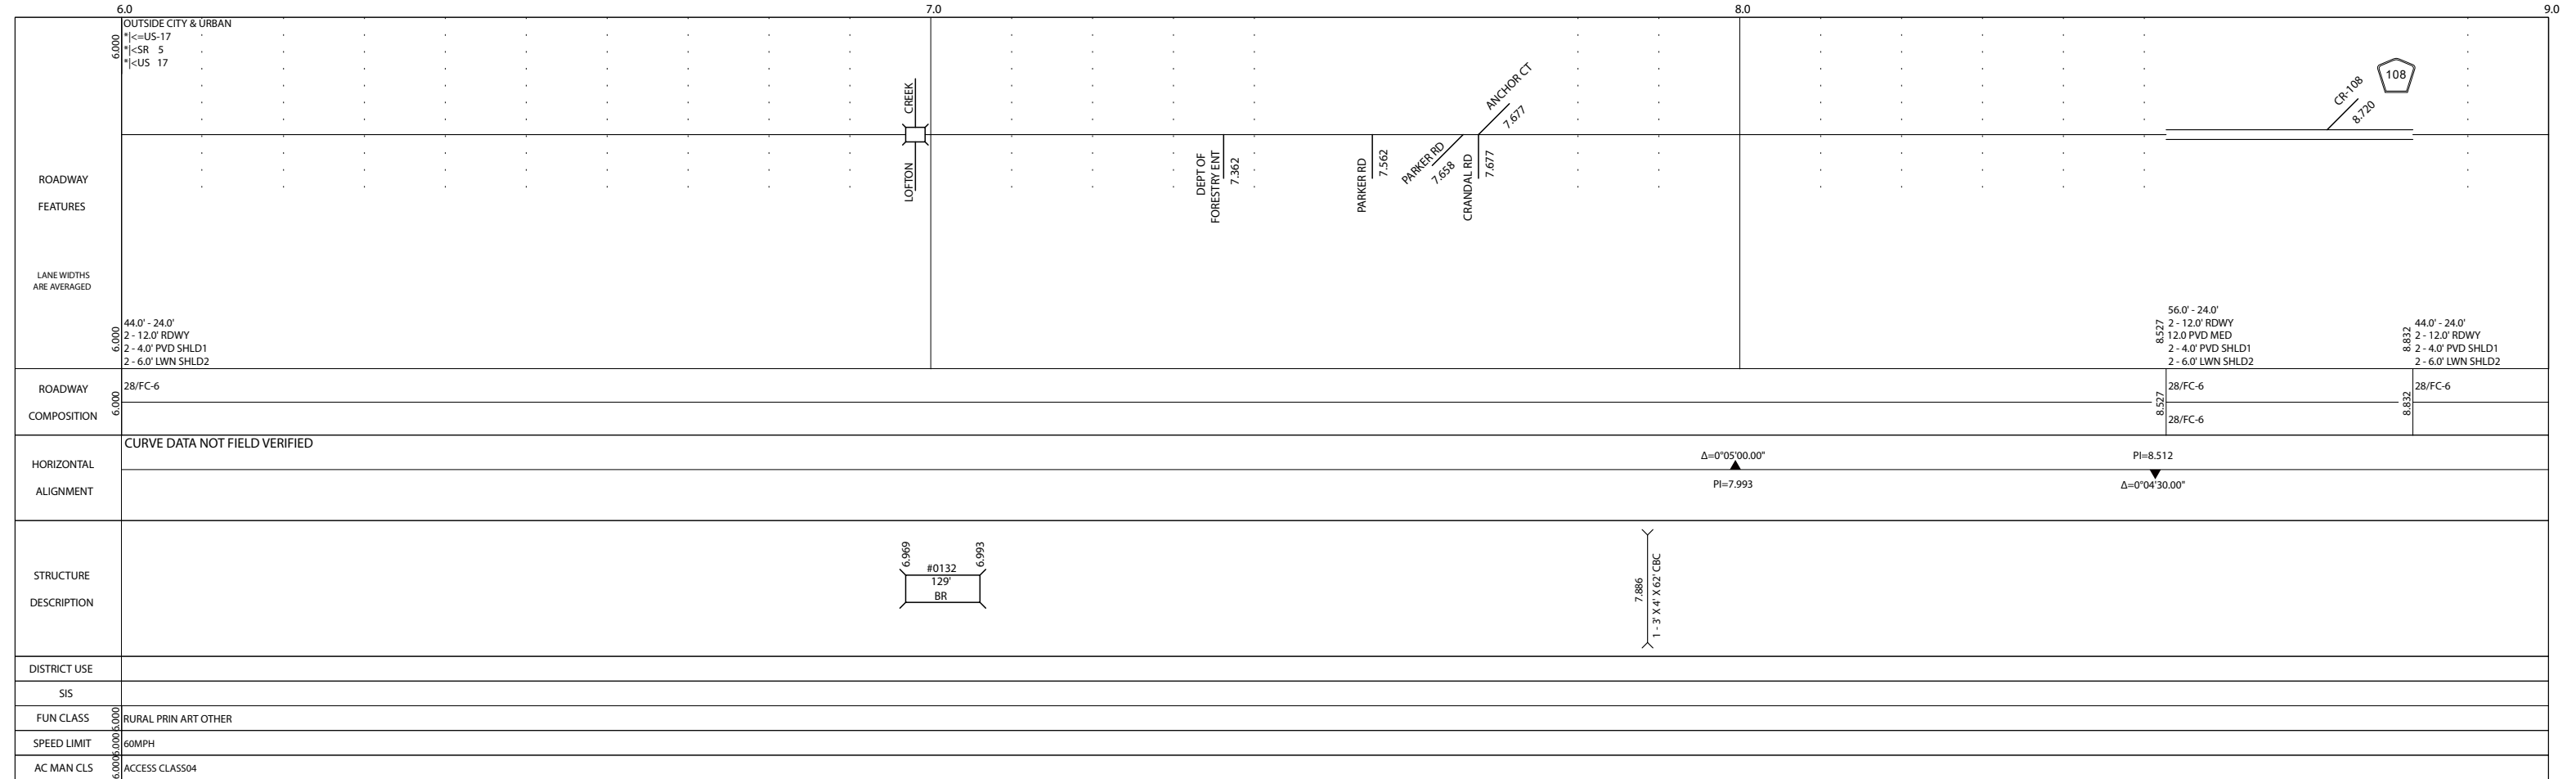 6.0
7.0
8.0
9.0
6.000
OUTSIDE CITY & URBAN
*|<=US-17
*|<SR 5
*|<US 17
ROADWAY
FEATURES
LOFTON CREEK
DEPT OF
FORESTRY ENT
7.362
PARKER RD
7.562
PARKER RD
7.658
CRANDAL RD
7.677
ANCHOR CT
7.677
CR-108
8.720
108
LANE WIDTHS
ARE AVERAGED
6.000
44.0' - 24.0'
2 - 12.0' RDWY
2 - 4.0' PVD SHLD1
2 - 6.0' LWN SHLD2
8.527
56.0' - 24.0'
2 - 12.0' RDWY
12.0 PVD MED
2 - 4.0' PVD SHLD1
2 - 6.0' LWN SHLD2
8.832
44.0' - 24.0'
2 - 12.0' RDWY
2 - 4.0' PVD SHLD1
2 - 6.0' LWN SHLD2
ROADWAY
COMPOSITION
6.000
28/FC-6
8.527
28/FC-6
28/FC-6
8.832
28/FC-6
HORIZONTAL
ALIGNMENT
CURVE DATA NOT FIELD VERIFIED
Δ=0°05'00.00"
PI=7.993
PI=8.512
Δ=0°04'30.00"
STRUCTURE
DESCRIPTION
6.969
6.993
#0132
129'
BR
7.886
1 - 3' X 4' X 62' CBC
DISTRICT USE
SIS
FUN CLASS
6.000
RURAL PRIN ART OTHER
SPEED LIMIT
6.000
60MPH
AC MAN CLS
6.000
ACCESS CLASS04